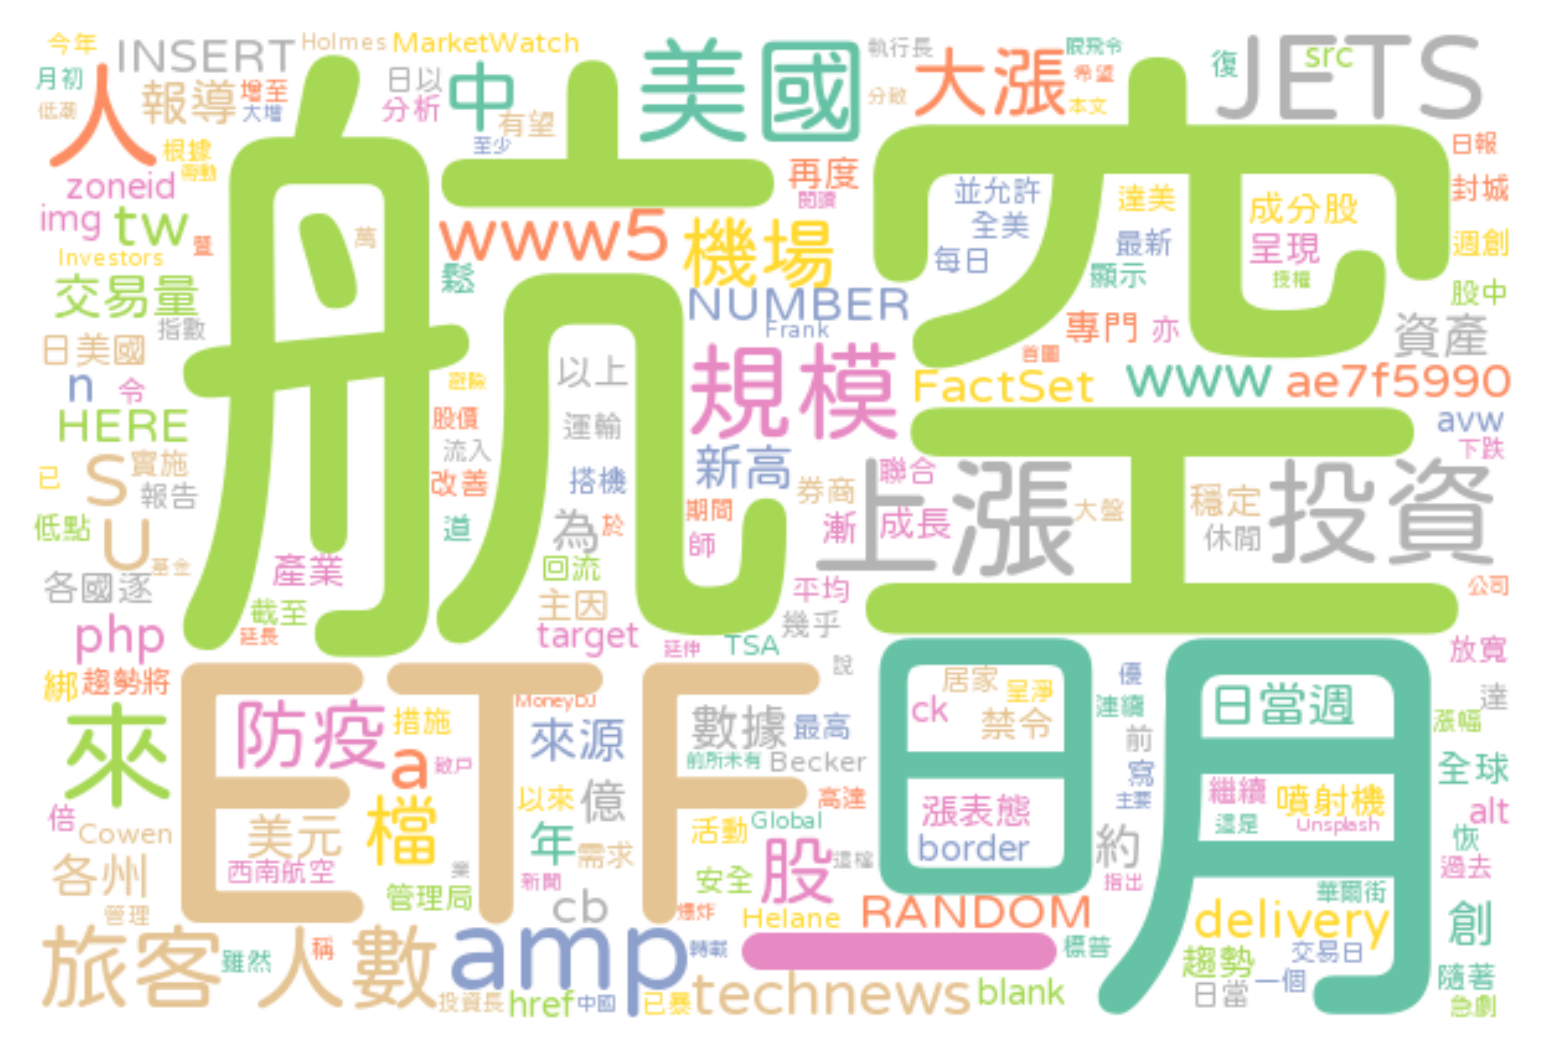 今年
INSERT
Holmes
MarketWatch
美國
執行長
大漲
限飛令
復
src
JETS
月初
人
報導
增至
日以
中
希望
低潮
大增
分析
有望
分散
本文
航空
根據
至少
再度
日報
zoneid
帶動
閱讀
並允許
達美
成分股
封城
img
tw
暨
萬
www5
機場
全美
最新
呈現
週創
Investors
每日
交易量
鬆
顯示
授權
股中
指數
NUMBER
Frank
專門
亦
資產
日美國
首圖
n
令
避險
以上
規模
FactSet
www
ae7f5990
HERE
股價
運輸
avw
流入
新高
聯合
下跌
已
S
實施
報告
改善
搭機
券商
上漲
大盤
穩定
投資
低點
U
道
為
於
期間
師
漸
成長
休閒
各國逐
基金
產業
回流
平均
公司
截至
主因
幾乎
php
延長
target
延伸
TSA
說
放寬
綁
趨勢將
ETF
MoneyDJ
居家
呈淨
優
月
日
達
來
防疫
措施
來源
數據
最高
ck
禁令
連續
日當週
漲幅
前
a
散戶
前所未有
Becker
寫
全球
倍
檔
以來
億
高達
漲表態
主要
繼續
噴射機
alt
Cowen
美元
年
需求
活動
Global
border
約
這是
Unsplash
恢
各州
西南航空
業
股
這檔
過去
管理
管理局
新聞
安全
指出
華爾街
cb
爆炸
Helane
RANDOM
delivery
創
旅客人數
雖然
稱
amp
轉載
一
標普
趨勢
交易日
投資長
href
中國
已暴
technews
blank
日當
一個
隨著
急劇